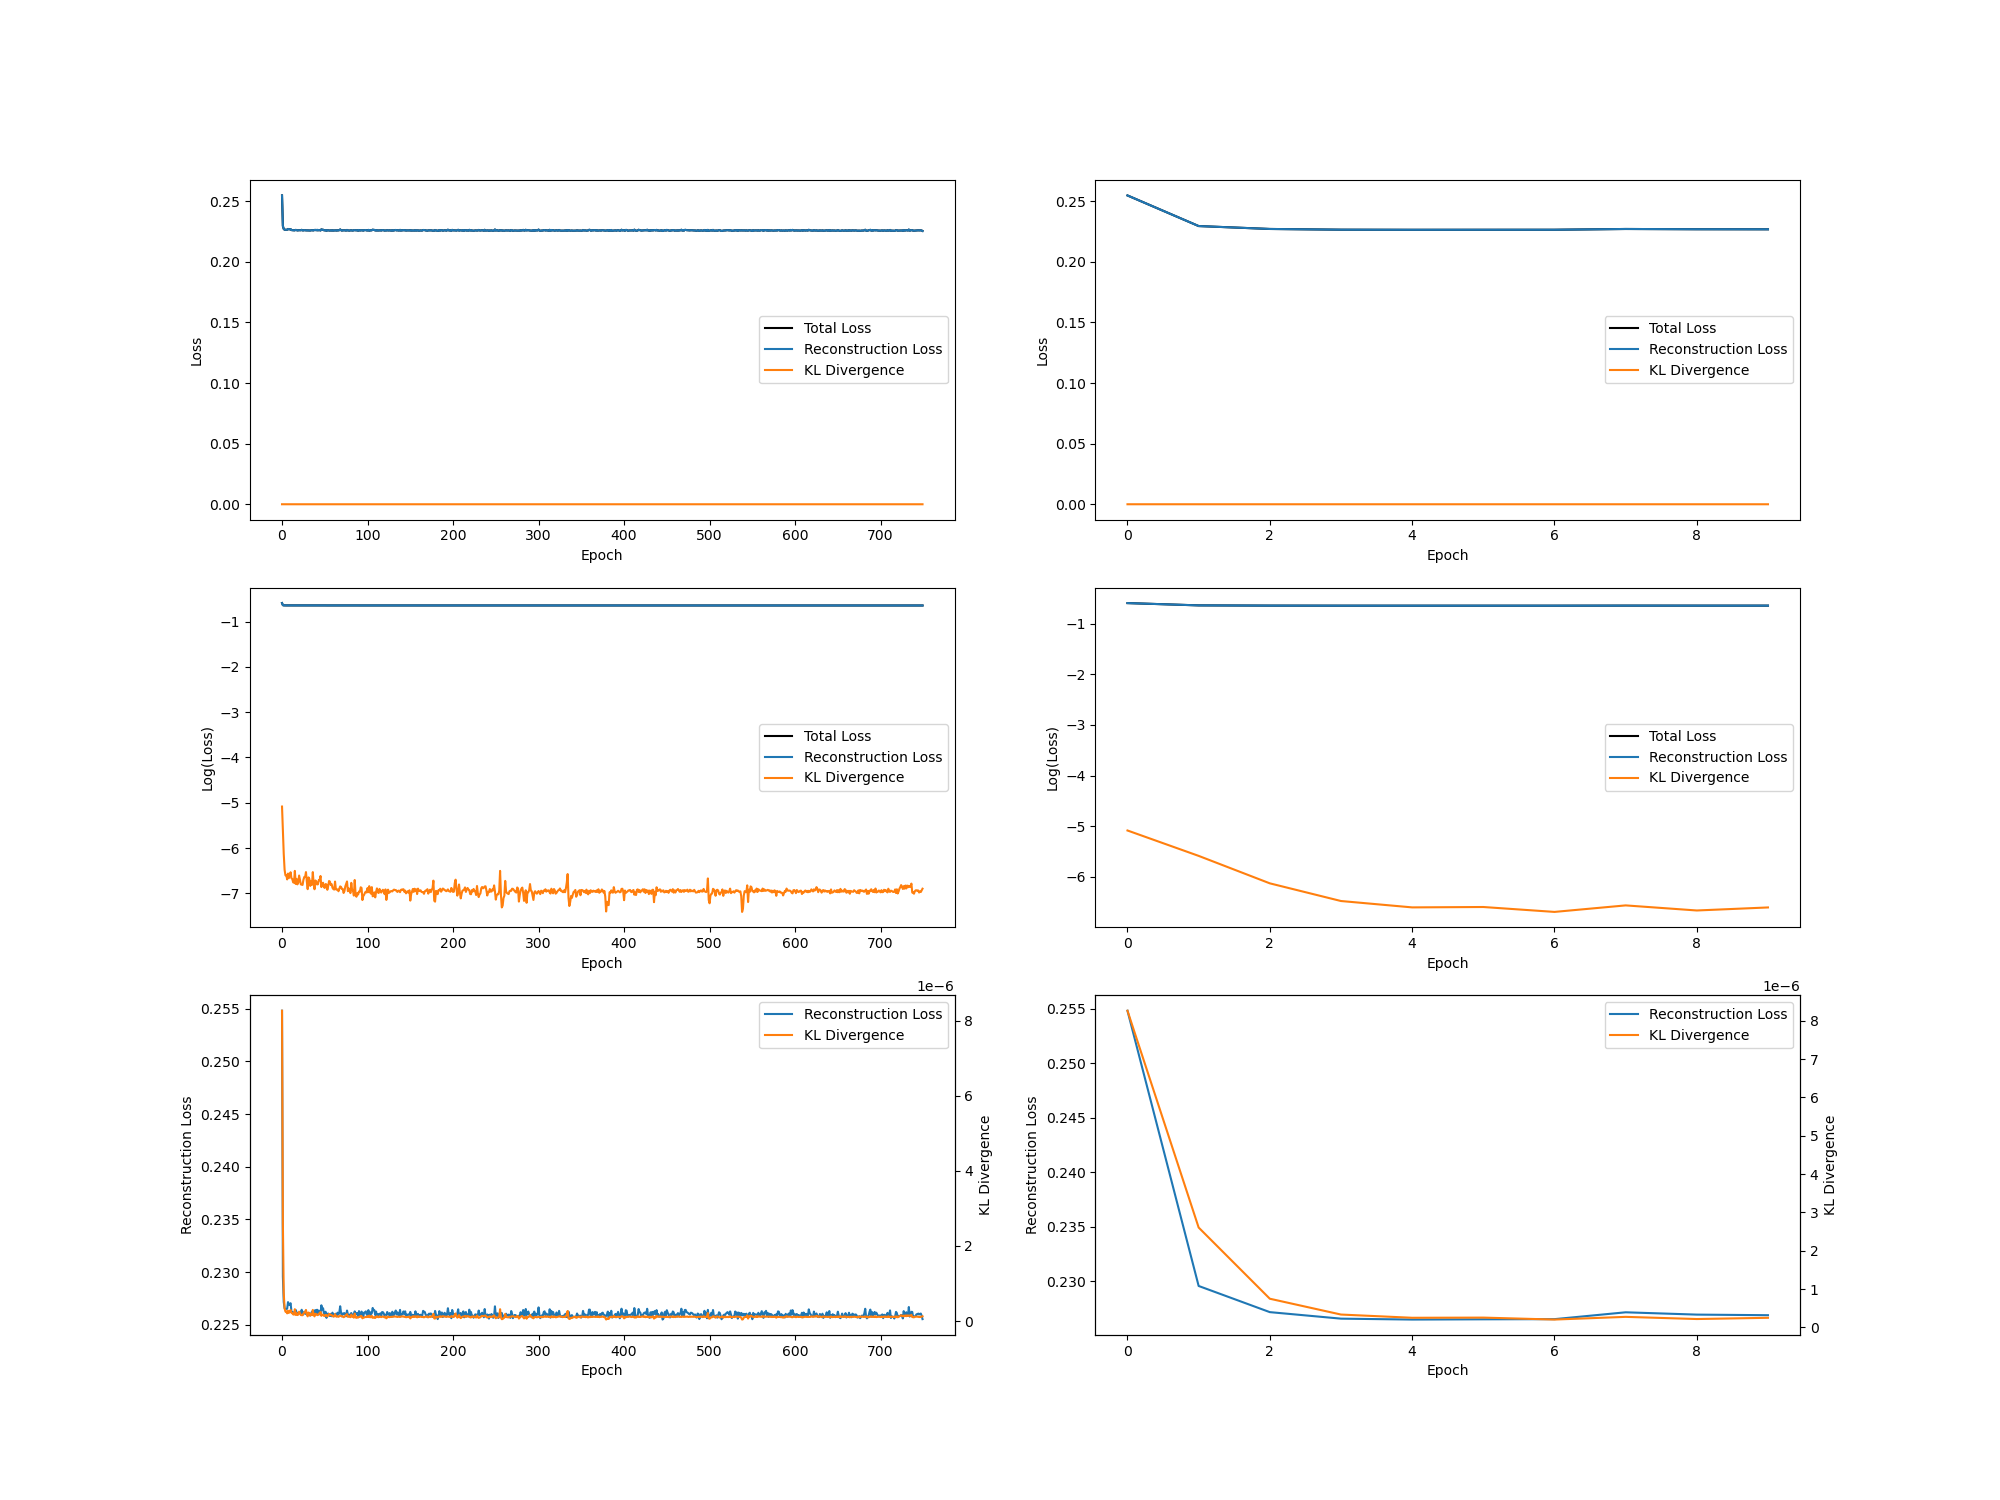 0.25
0.20
0.15
0.10
0.05
0.00
Loss
0 100 200 300 400 500 600 700
Epoch
Total Loss
Reconstruction Loss
KL Divergence
0.25
0.20
0.15
0.10
0.05
0.00
Loss
0 2 4 6 8
Epoch
Total Loss
Reconstruction Loss
KL Divergence
−1
−2
−3
−4
−5
−6
−7
Log(Loss)
0 100 200 300 400 500 600 700
Epoch
Total Loss
Reconstruction Loss
KL Divergence
−1
−2
−3
−4
−5
−6
Log(Loss)
0 2 4 6 8
Epoch
Total Loss
Reconstruction Loss
KL Divergence
1e−6
0.255
0.250
0.245
0.240
0.235
0.230
0.225
Reconstruction Loss
0 100 200 300 400 500 600 700
Epoch
Reconstruction Loss
KL Divergence
8
6
4
2
0
KL Divergence
1e−6
0.255
0.250
0.245
0.240
0.235
0.230
Reconstruction Loss
0 2 4 6 8
Epoch
Reconstruction Loss
KL Divergence
8
7
6
5
4
3
2
1
0
KL Divergence